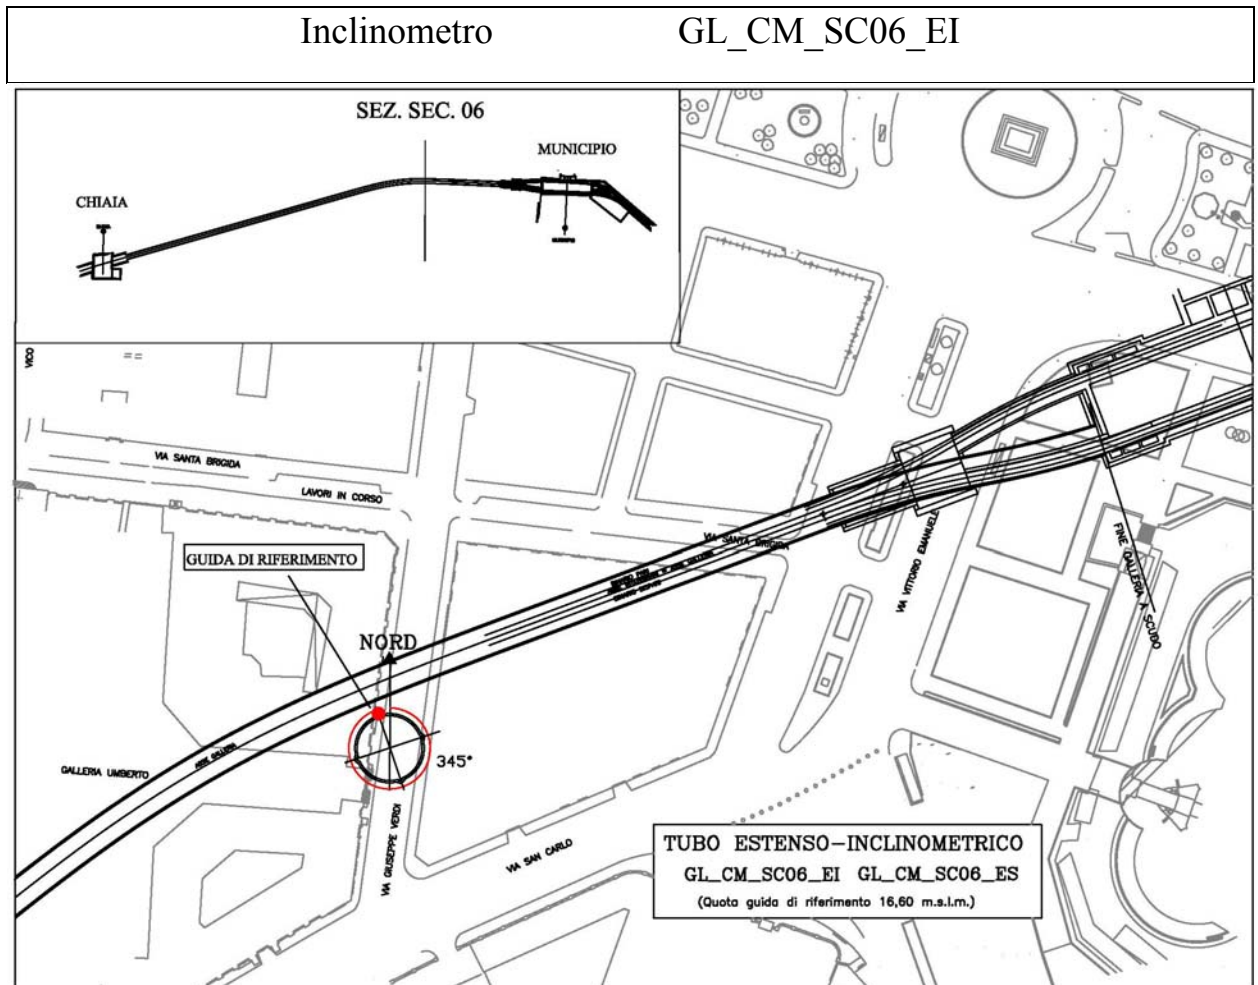 Inclinometro GL_CM_SC06_EI
SEZ. SEC. 06
MUNICIPIO
CHIAIA
VICO
VIA SANTA BRIGIDA
LAVORI IN CORSO
GUIDA DI RIFERIMENTO
VIA SANTA BRIGIDA
VIA VITTORIO EMANUELE
FINE GALLERIA A SCUDO
NORD
GALLERIA UMBERTO
ASSE GALLERIA
345°
VIA GIUSEPPE VERDI
VIA SAN CARLO
TUBO ESTENSO-INCLINOMETRICO
GL_CM_SC06_EI GL_CM_SC06_ES
(Quota guida di riferimento 16,60 m.s.l.m.)